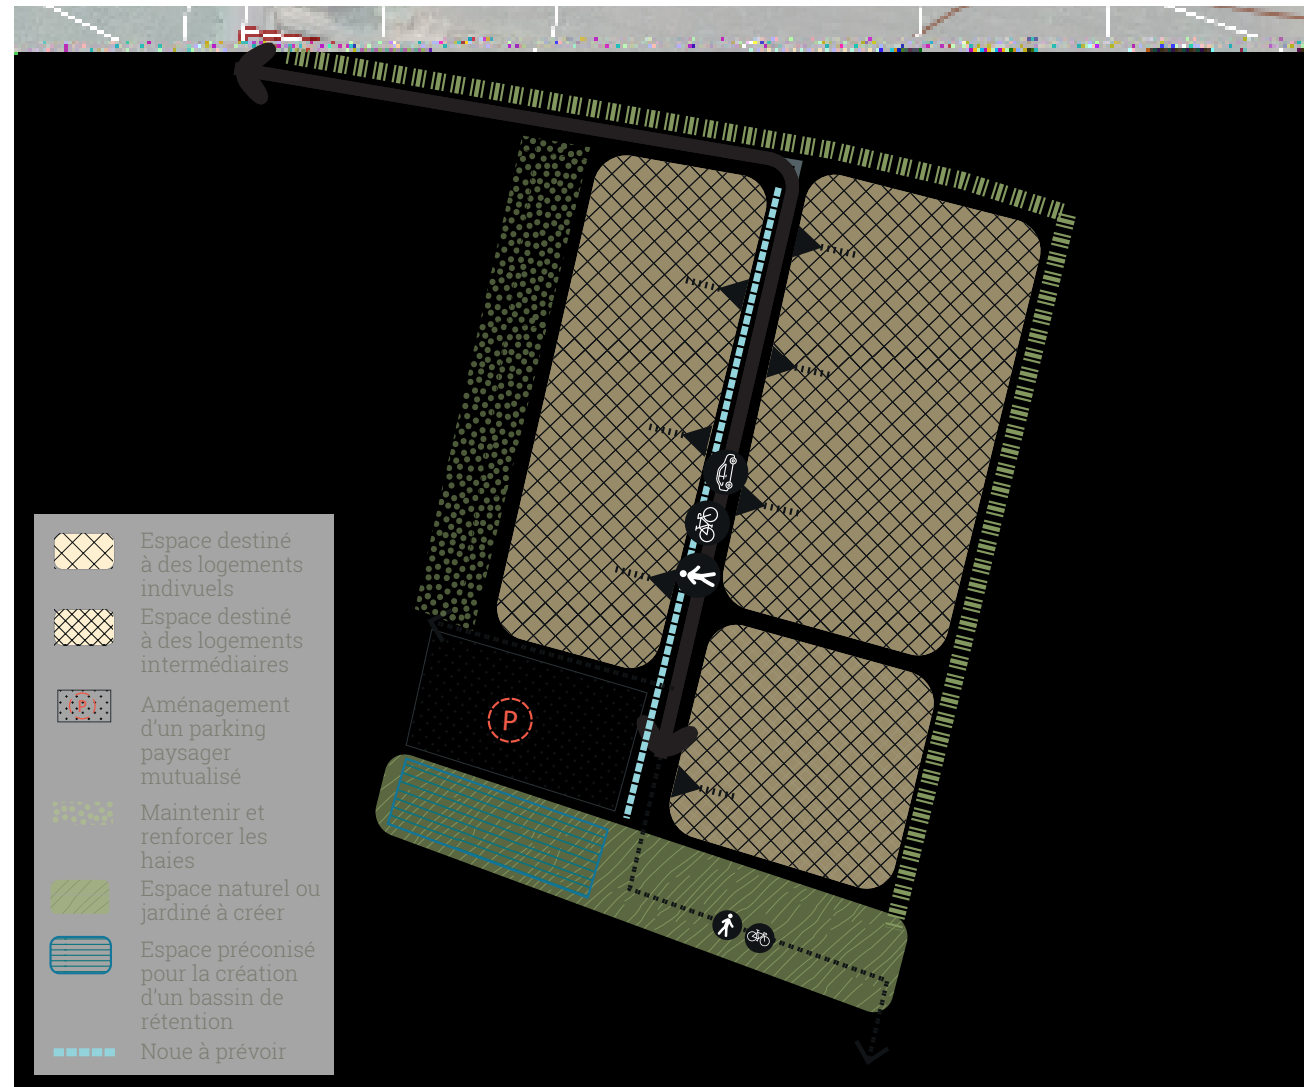 Espace destiné
à des logements
indivuels
Espace destiné
à des logements
intermédiaires
P
Aménagement
d'un parking
paysager
mutualisé
Maintenir et
renforcer les
haies
Espace naturel ou
jardiné à créer
Espace préconisé
pour la création
d'un bassin de
rétention
Noue à prévoir
P